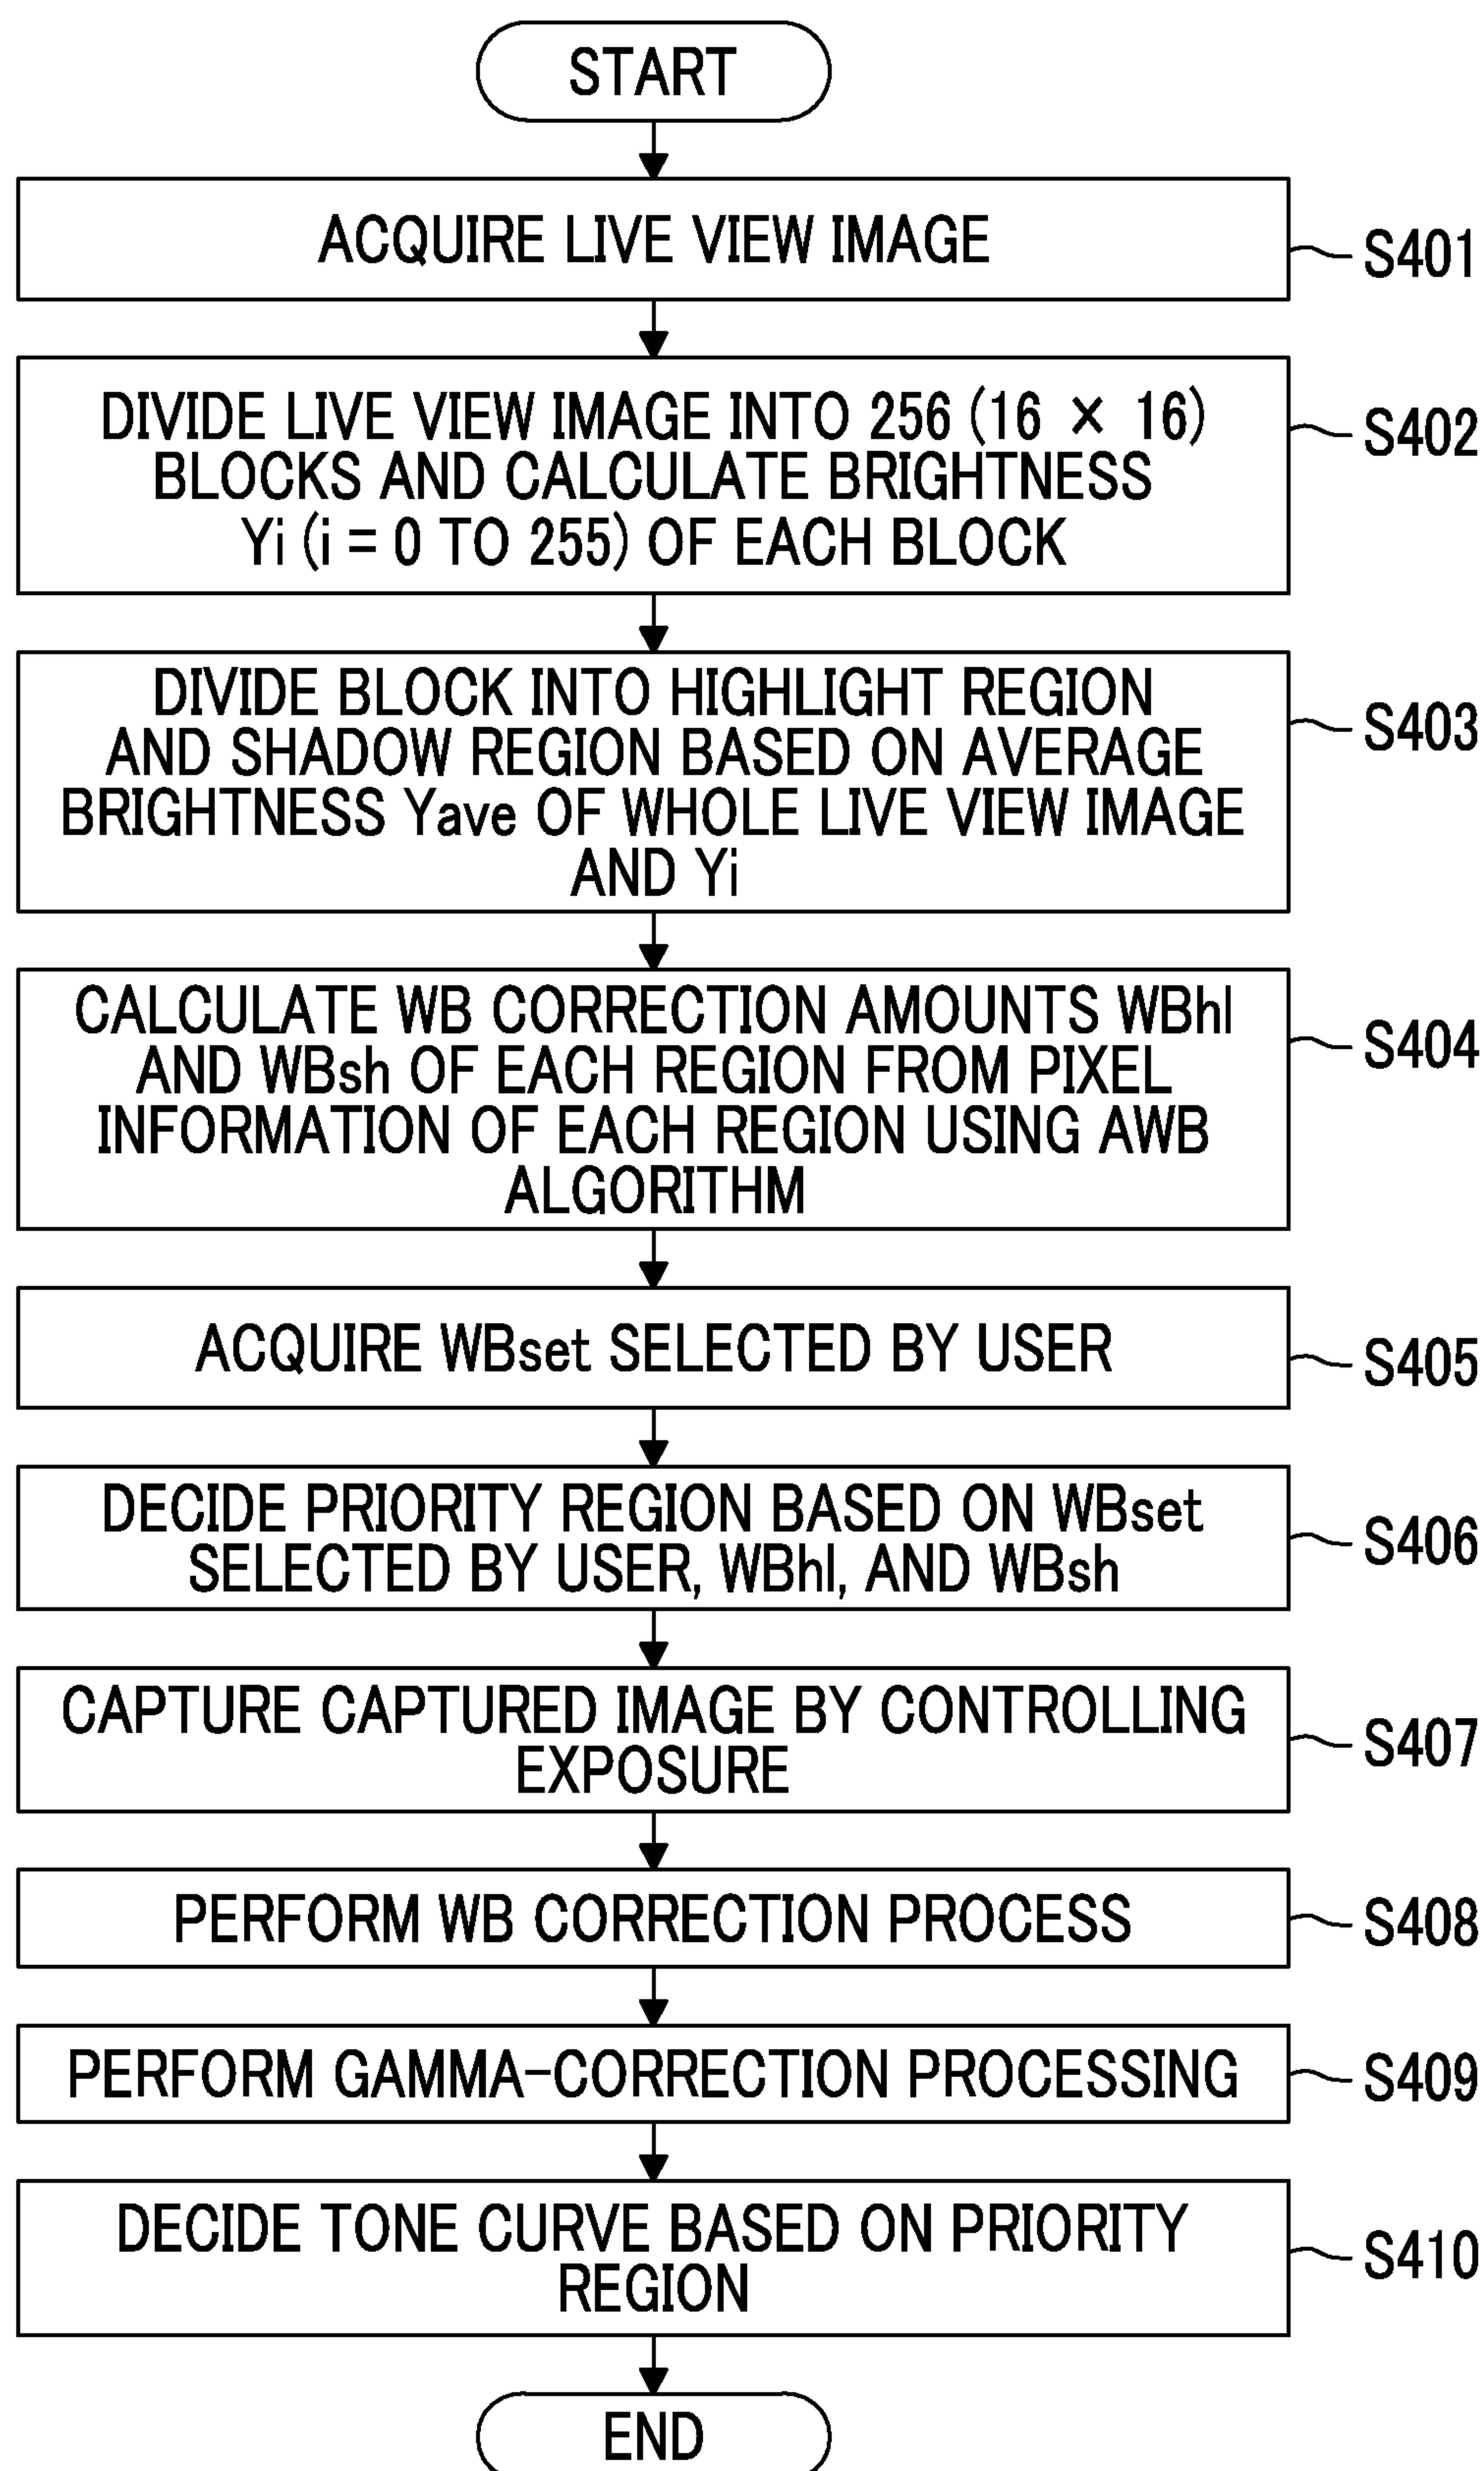 START
ACQUIRE LIVE VIEW IMAGE
S401
DIVIDE LIVE VIEW IMAGE INTO 256 (16 × 16)
BLOCKS AND CALCULATE BRIGHTNESS
Yi (i = 0 TO 255) OF EACH BLOCK
S402
DIVIDE BLOCK INTO HIGHLIGHT REGION
AND SHADOW REGION BASED ON AVERAGE
BRIGHTNESS Yave OF WHOLE LIVE VIEW IMAGE
AND Yi
S403
CALCULATE WB CORRECTION AMOUNTS WBhl
AND WBsh OF EACH REGION FROM PIXEL
INFORMATION OF EACH REGION USING AWB
ALGORITHM
S404
ACQUIRE WBset SELECTED BY USER
S405
DECIDE PRIORITY REGION BASED ON WBset
SELECTED BY USER, WBhl, AND WBsh
S406
CAPTURE CAPTURED IMAGE BY CONTROLLING
EXPOSURE
S407
PERFORM WB CORRECTION PROCESS
S408
PERFORM GAMMA-CORRECTION PROCESSING
S409
DECIDE TONE CURVE BASED ON PRIORITY
REGION
S410
END